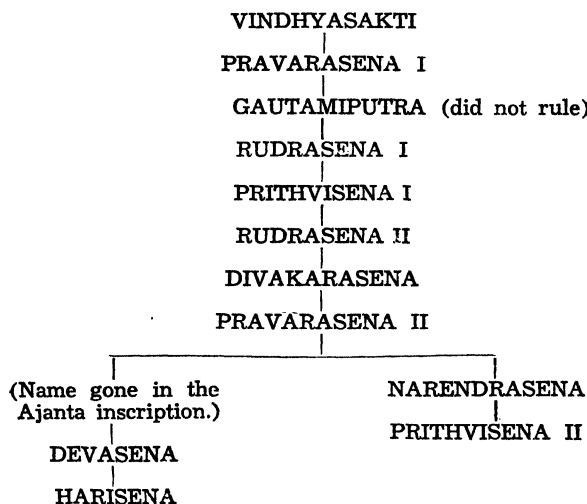 VINDHYASAKTI
PRAVARASENA I
GAUTAMIPUTRA (did not rule)
RUDRASENA I
PRITHVISENA I
RUDRASENA II
DIVAKARASENA
PRAVARASENA II
(Name gone in the
Ajanta inscription.)
DEVASENA
HARISENA
NARENDRASENA
PRITHVISENA II